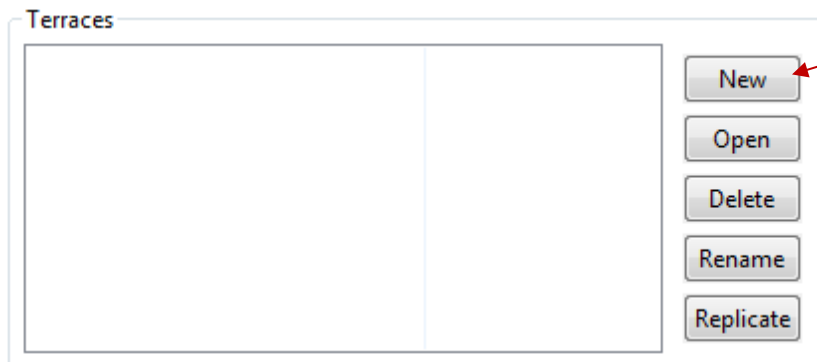 Terraces
New
Open
Delete
Rename
Replicate